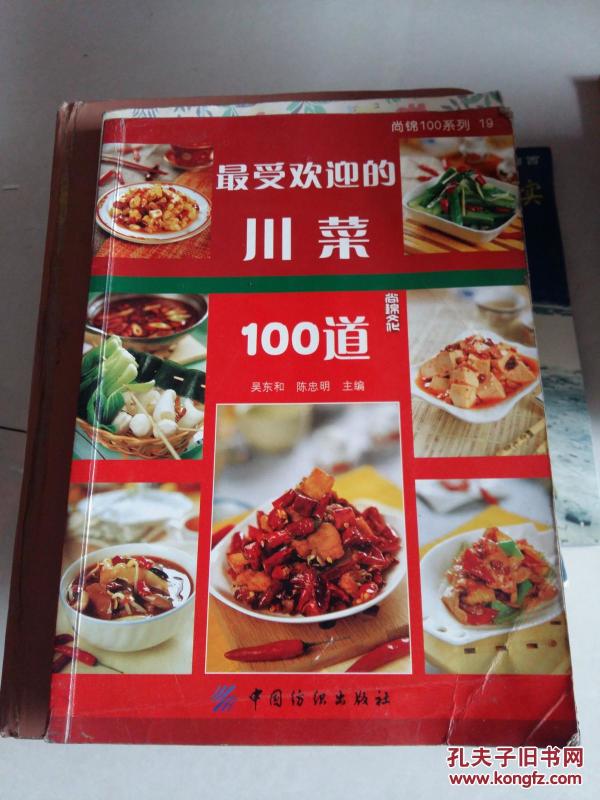 尚锦100系列 19
最受欢迎的
川菜
100道
尚锦文化
吴东和 陈忠明 主编
中国纺织出版社
实
西
孔夫子旧书网
www.kongfz.com